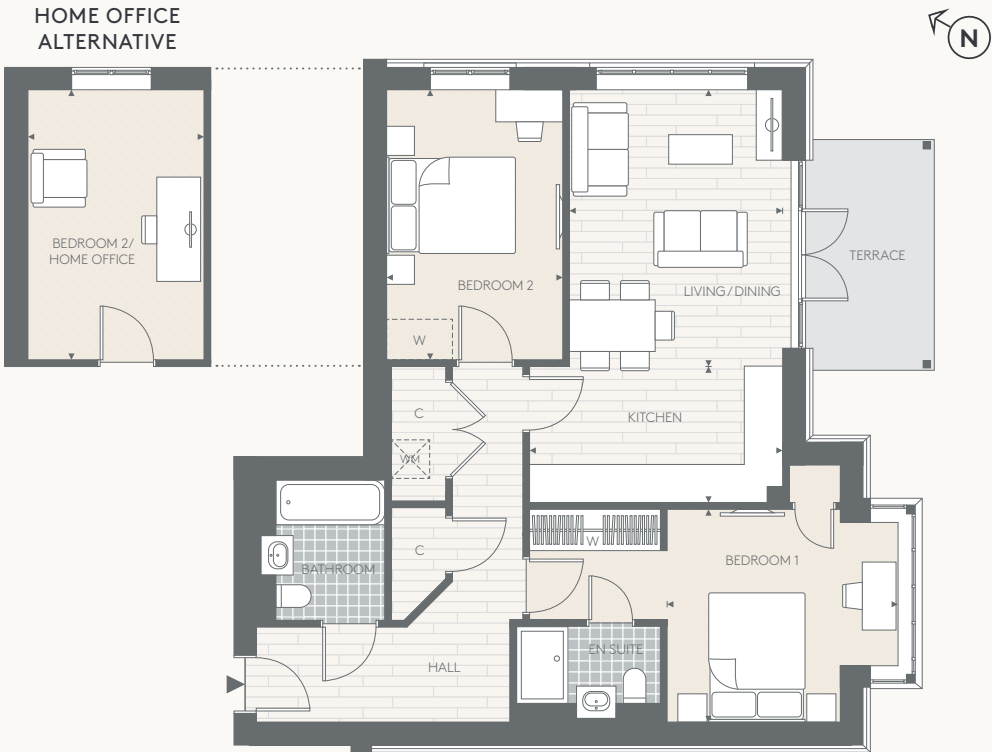 HOME OFFICE
ALTERNATIVE
N
BEDROOM 2/
HOME OFFICE
BEDROOM 2
W
LIVING/DINING
TERRACE
C
KITCHEN
WM
C
W
BEDROOM 1
BATHROOM
EN SUITE
HALL